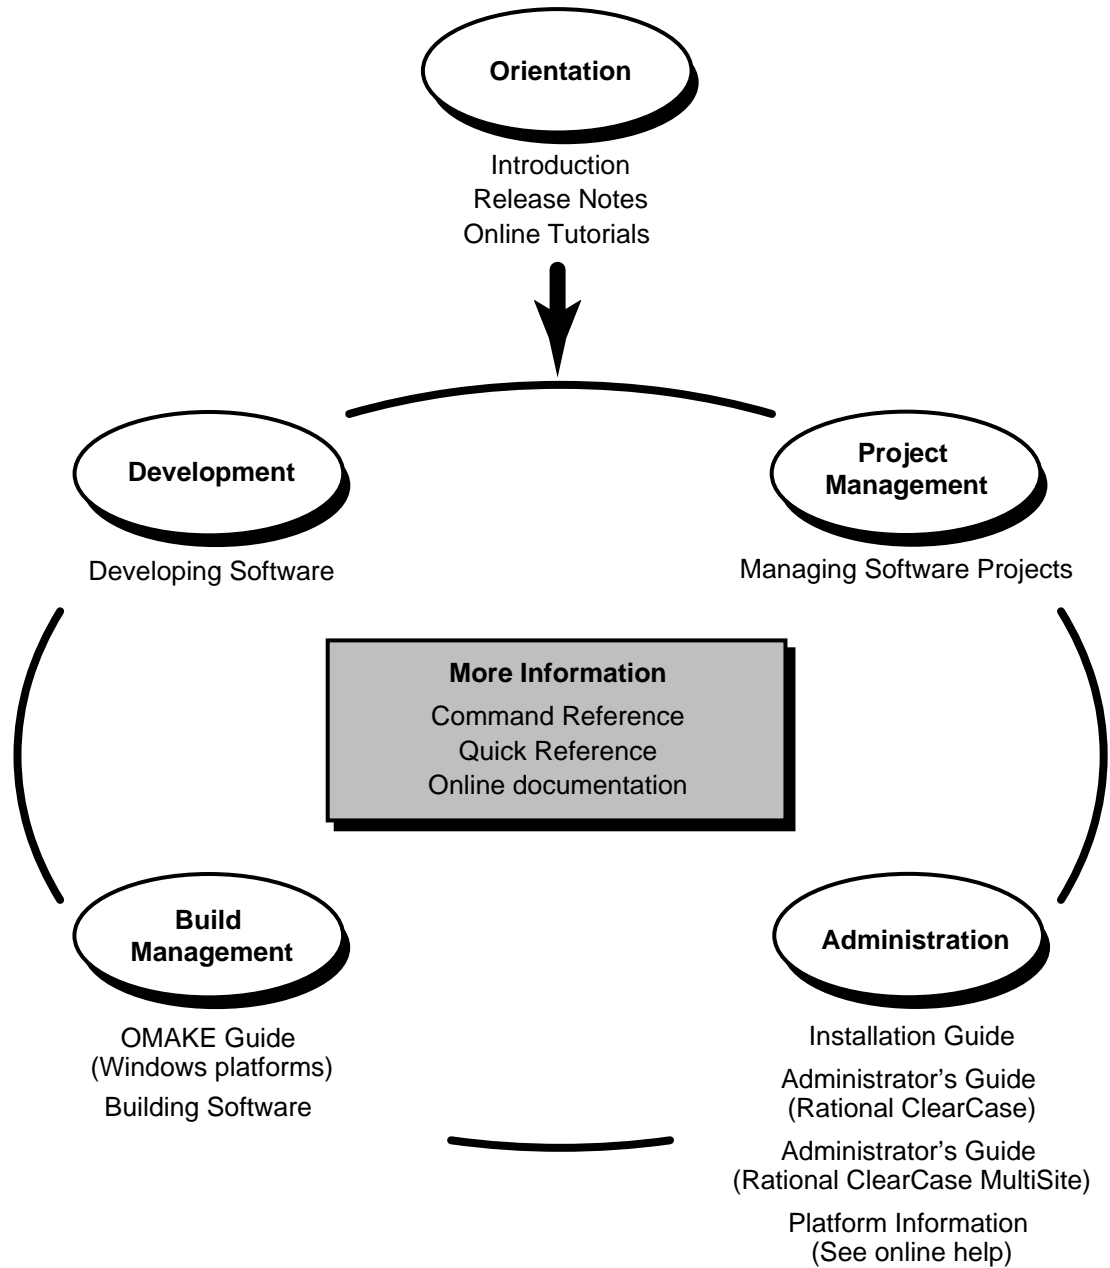 Orientation
Introduction
Release Notes
Online Tutorials
Development
Developing Software
Project
Management
Managing Software Projects
More Information
Command Reference
Quick Reference
Online documentation
Build
Management
OMAKE Guide
(Windows platforms)
Building Software
Administration
Installation Guide
Administrator’s Guide
(Rational ClearCase)
Administrator’s Guide
(Rational ClearCase MultiSite)
Platform Information
(See online help)